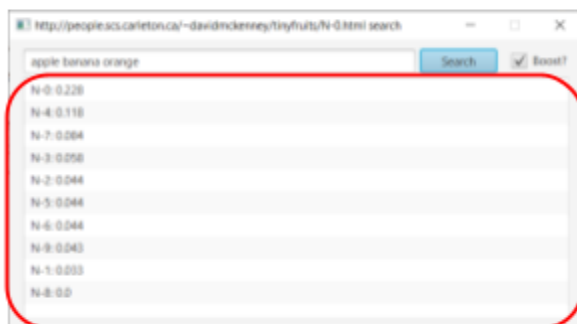 http://people.scs.carleton.ca/~davidmckenney/tinyfruits/N-0.html search
apple banana orange
Search
Boost?
N-0: 0.228
N-4: 0.118
N-7: 0.084
N-3: 0.058
N-2: 0.044
N-5: 0.044
N-6: 0.044
N-9: 0.043
N-1: 0.033
N-8: 0.0